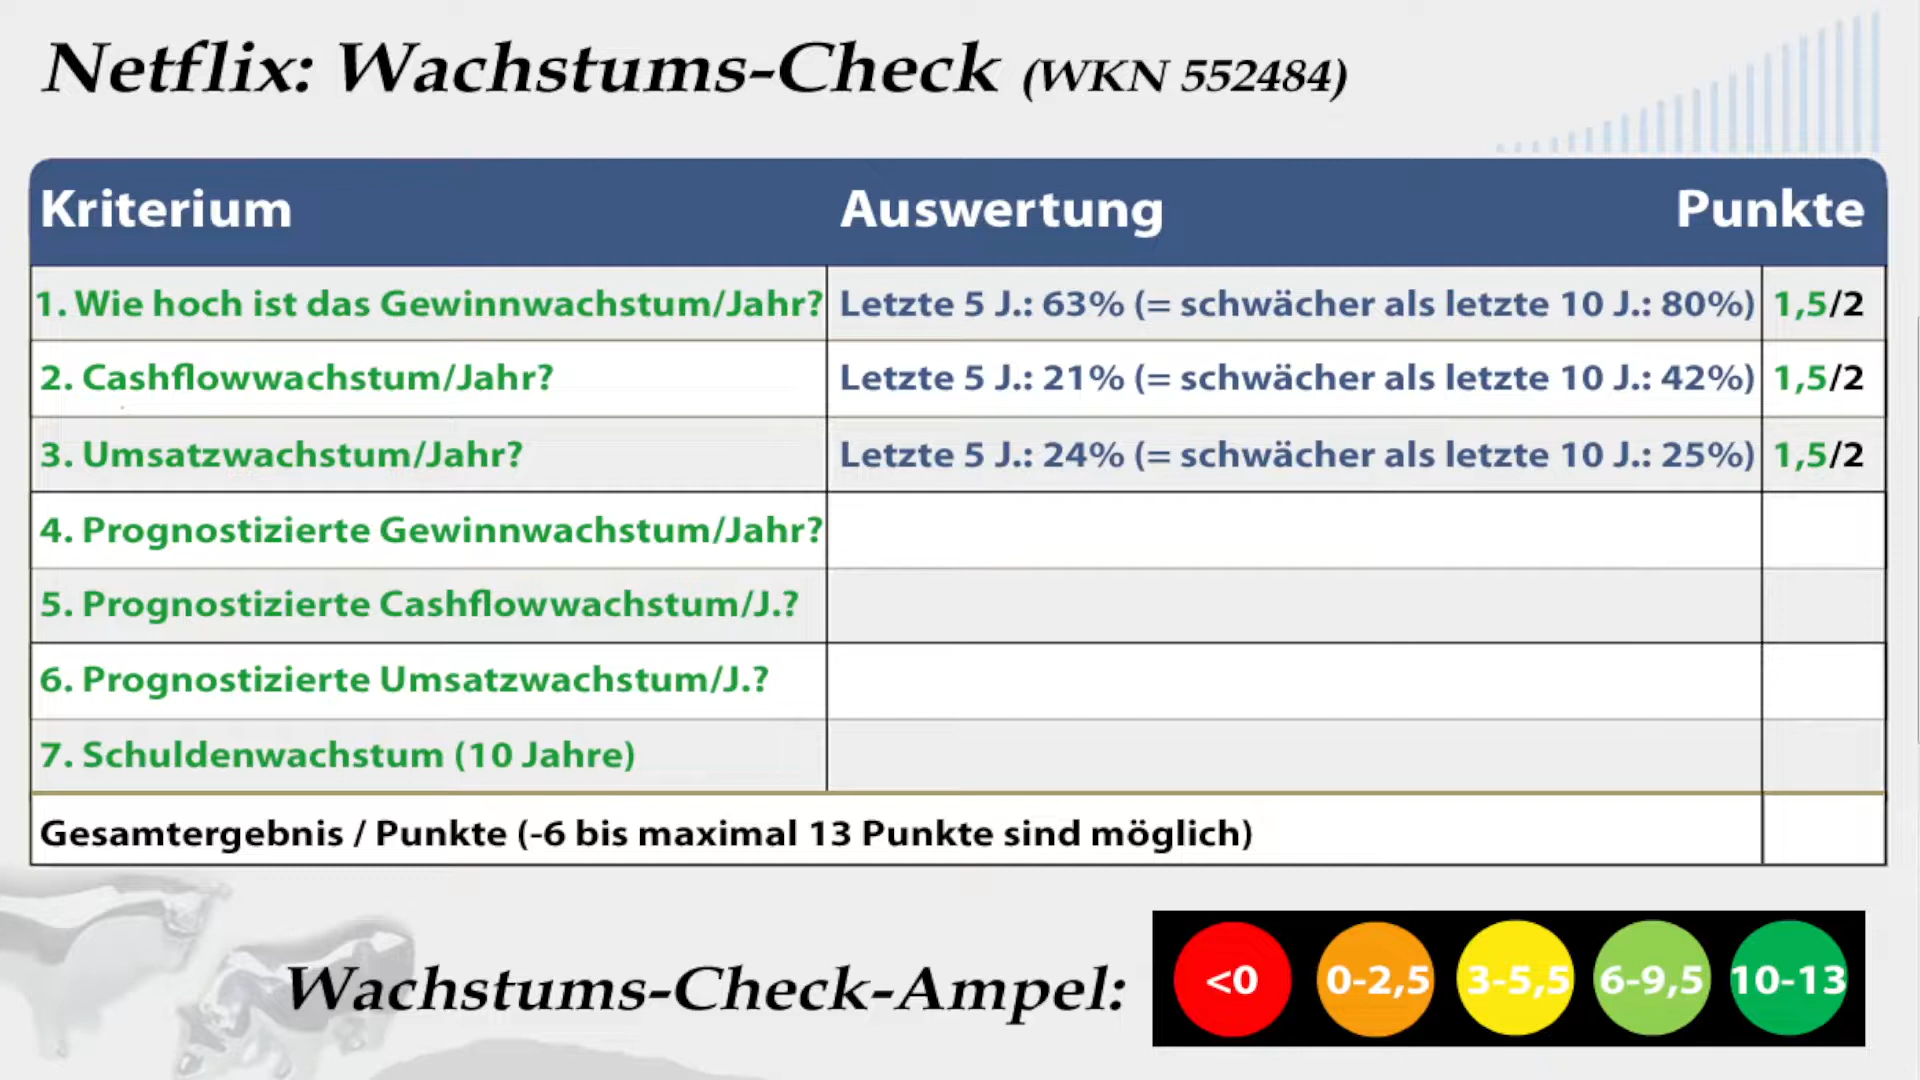 Netflix: Wachstums-Check (WKN 552484)
Kriterium Auswertung Punkte
1. Wie hoch ist das Gewinnwachstum/Jahr? Letzte 5 J.: 63% (= schwächer als letzte 10 J.: 80%) 1,5/2
2. Cashflowwachstum/Jahr? Letzte 5 J.: 21% (= schwächer als letzte 10 J.: 42%) 1,5/2
3. Umsatzwachstum/Jahr? Letzte 5 J.: 24% (= schwächer als letzte 10 J.: 25%) 1,5/2
4. Prognostizierte Gewinnwachstum/Jahr?
5. Prognostizierte Cashflowwachstum/J.?
6. Prognostizierte Umsatzwachstum/J.?
7. Schuldenwachstum (10 Jahre)
Gesamtergebnis / Punkte (-6 bis maximal 13 Punkte sind möglich)
Wachstums-Check-Ampel: <0 0-2,5 3-5,5 6-9,5 10-13